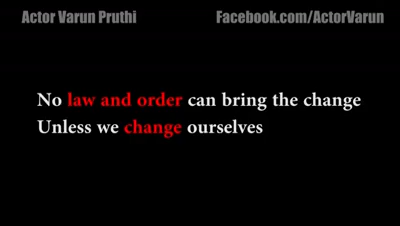 Actor Varun Pruthi Facebook.com/ActorVarun
No law and order can bring the change
Unless we change ourselves